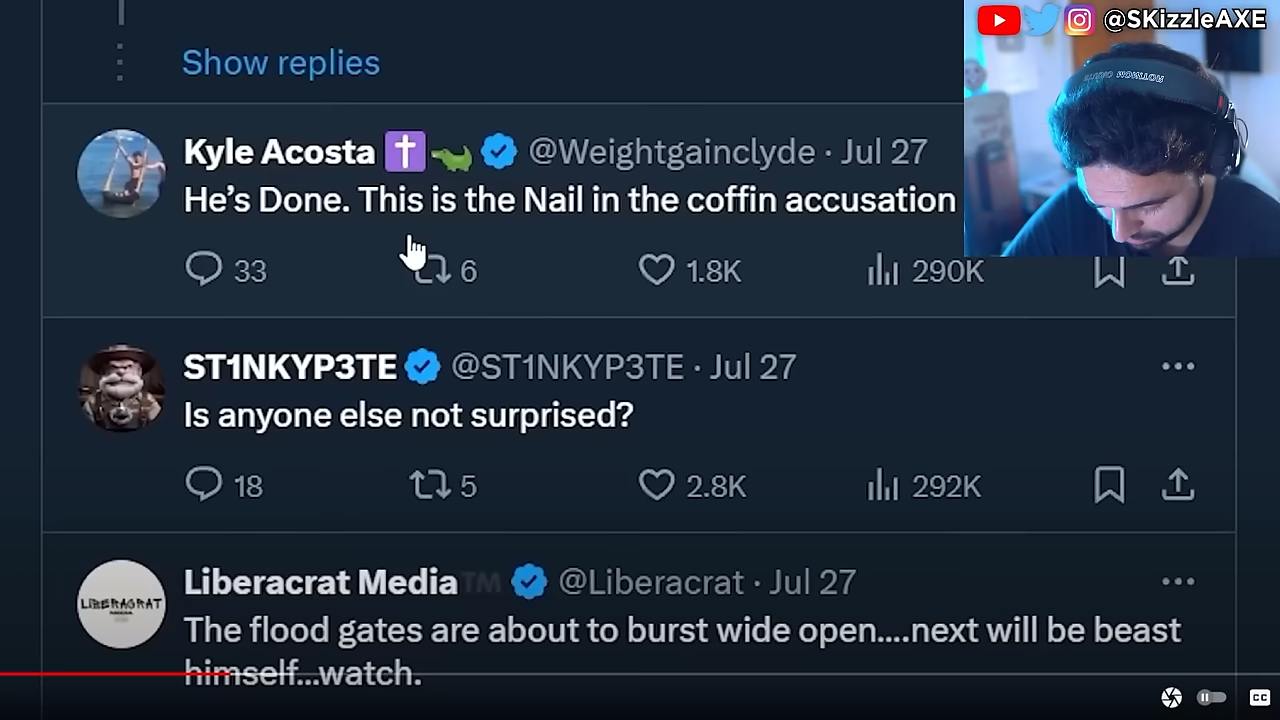 @SKizzleAXE
Show replies
Kyle Acosta @Weightgainclyde · Jul 27
He's Done. This is the Nail in the coffin accusation
33 6 1.8K 290K
ST1NKYP3TE @ST1NKYP3TE · Jul 27
Is anyone else not surprised?
18 5 2.8K 292K
Liberacrat Media™ @Liberacrat · Jul 27
LIBERACRAT
The flood gates are about to burst wide open....next will be beast
himself...watch.
CC